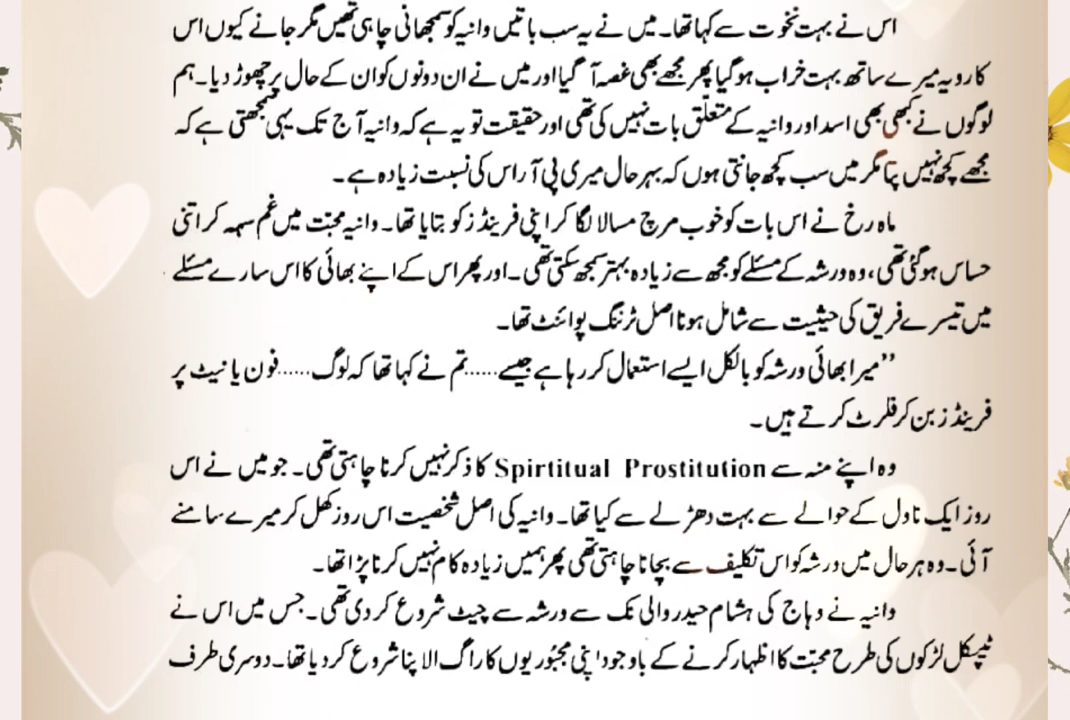 اس نے بہت نخوت سے کہا تھا۔ میں نے یہ سب باتیں وانیہ کو سمجھانی چاہی تھیں مگر جانے کیوں اس
کا رویہ میرے ساتھ بہت خراب ہو گیا پھر مجھے بھی غصہ آ گیا اور میں نے ان دونوں کو ان کے حال پر چھوڑ دیا۔ ہم
لوگوں نے کبھی بھی اسد اور وانیہ کے متعلّق بات نہیں کی تھی اور حقیقت تو یہ ہے کہ وانیہ آج تک یہی سمجھتی ہے کہ
مجھے کچھ نہیں پتا مگر میں سب کچھ جانتی ہوں کہ بہرحال میری پی آر اس کی نسبت زیادہ ہے۔
ماہ رخ نے اس بات کو خوب مرچ مسالا لگا کر اپنی فرینڈز کو بتایا تھا۔ وانیہ محبّت میں غم سہہ کر اتنی
حساس ہو گئی تھی، وہ ورشہ کے مسئلے کو مجھ سے زیادہ بہتر سمجھ سکتی تھی۔ اور پھر اس کے اپنے بھائی کا اس سارے مسئلے
میں تیسرے فریق کی حیثیت سے شامل ہونا اصل ٹرننگ پوائنٹ تھا۔
’’میرا بھائی ورشہ کو بالکل ایسے استعمال کر رہا ہے جیسے......تم نے کہا تھا کہ لوگ......فون یا نیٹ پر
فرینڈز بن کر فلرٹ کرتے ہیں۔
وہ اپنے منہ سے Spirtitual Prostitution کا ذکر نہیں کرنا چاہتی تھی۔ جو میں نے اس
روز ایک ناول کے حوالے سے بہت دھڑلے سے کیا تھا۔ وانیہ کی اصل شخصیت اس روز کھل کر میرے سامنے
آئی۔ وہ ہر حال میں ورشہ کو اس تکلیف سے بچانا چاہتی تھی پھر ہمیں زیادہ کام نہیں کرنا پڑا تھا۔
وانیہ نے وہاج کی ہشام حیدر والی نک سے ورشہ سے چیٹ شروع کر دی تھی۔ جس میں اس نے
ٹیپکل لڑکوں کی طرح محبّت کا اظہار کرنے کے باوجود اپنی مجبُوریوں کا راگ الاپنا شروع کر دیا تھا۔ دوسری طرف